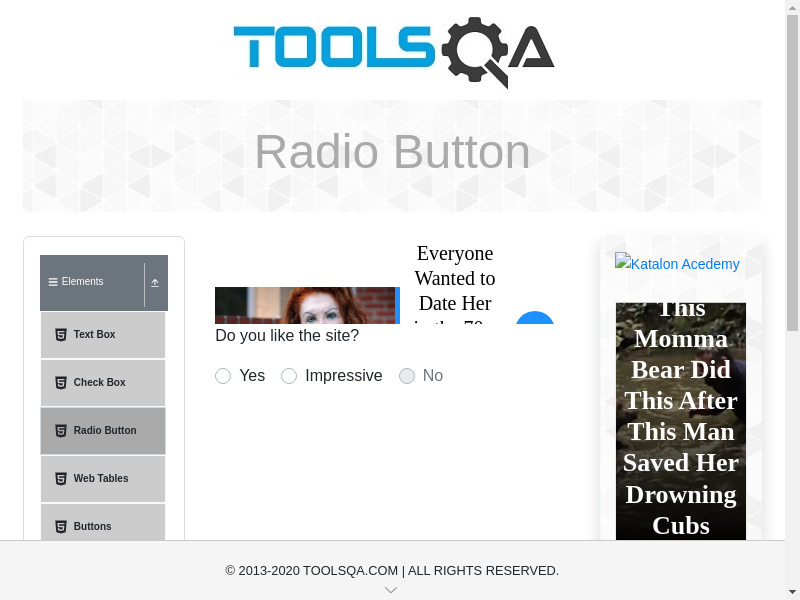 TOOLSQA
Radio Button
Elements
Text Box
Check Box
Radio Button
Web Tables
Buttons
Everyone
Wanted to
Date Her
Do you like the site?
Yes
Impressive
No
Katalon Acedemy
This
Momma
Bear Did
This After
This Man
Saved Her
Drowning
Cubs
© 2013-2020 TOOLSQA.COM | ALL RIGHTS RESERVED.